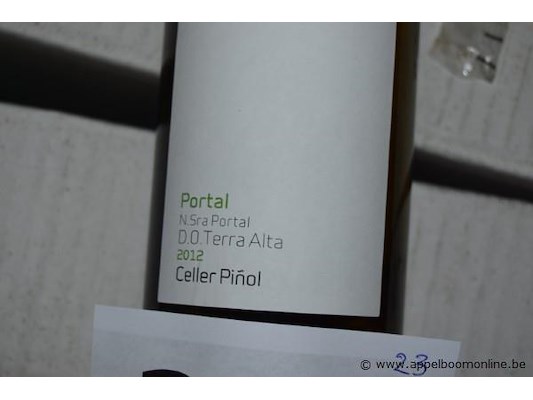 Portal
N.Sra Portal
D.O.Terra Alta
2012
Celler Piñol
23
© www.appelboomonline.be